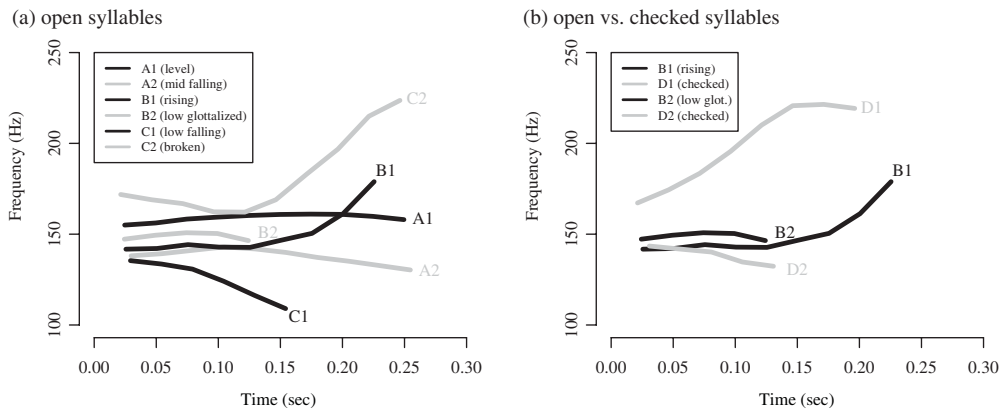 (a) open syllables
250
200
150
100
Frequency (Hz)
A1 (level)
A2 (mid falling)
B1 (rising)
B2 (low glottalized)
C1 (low falling)
C2 (broken)
C2
B1
A1
B2
A2
C1
0.00 0.05 0.10 0.15 0.20 0.25 0.30
Time (sec)
(b) open vs. checked syllables
250
200
150
100
Frequency (Hz)
B1 (rising)
D1 (checked)
B2 (low glot.)
D2 (checked)
D1
B1
B2
D2
0.00 0.05 0.10 0.15 0.20 0.25 0.30
Time (sec)